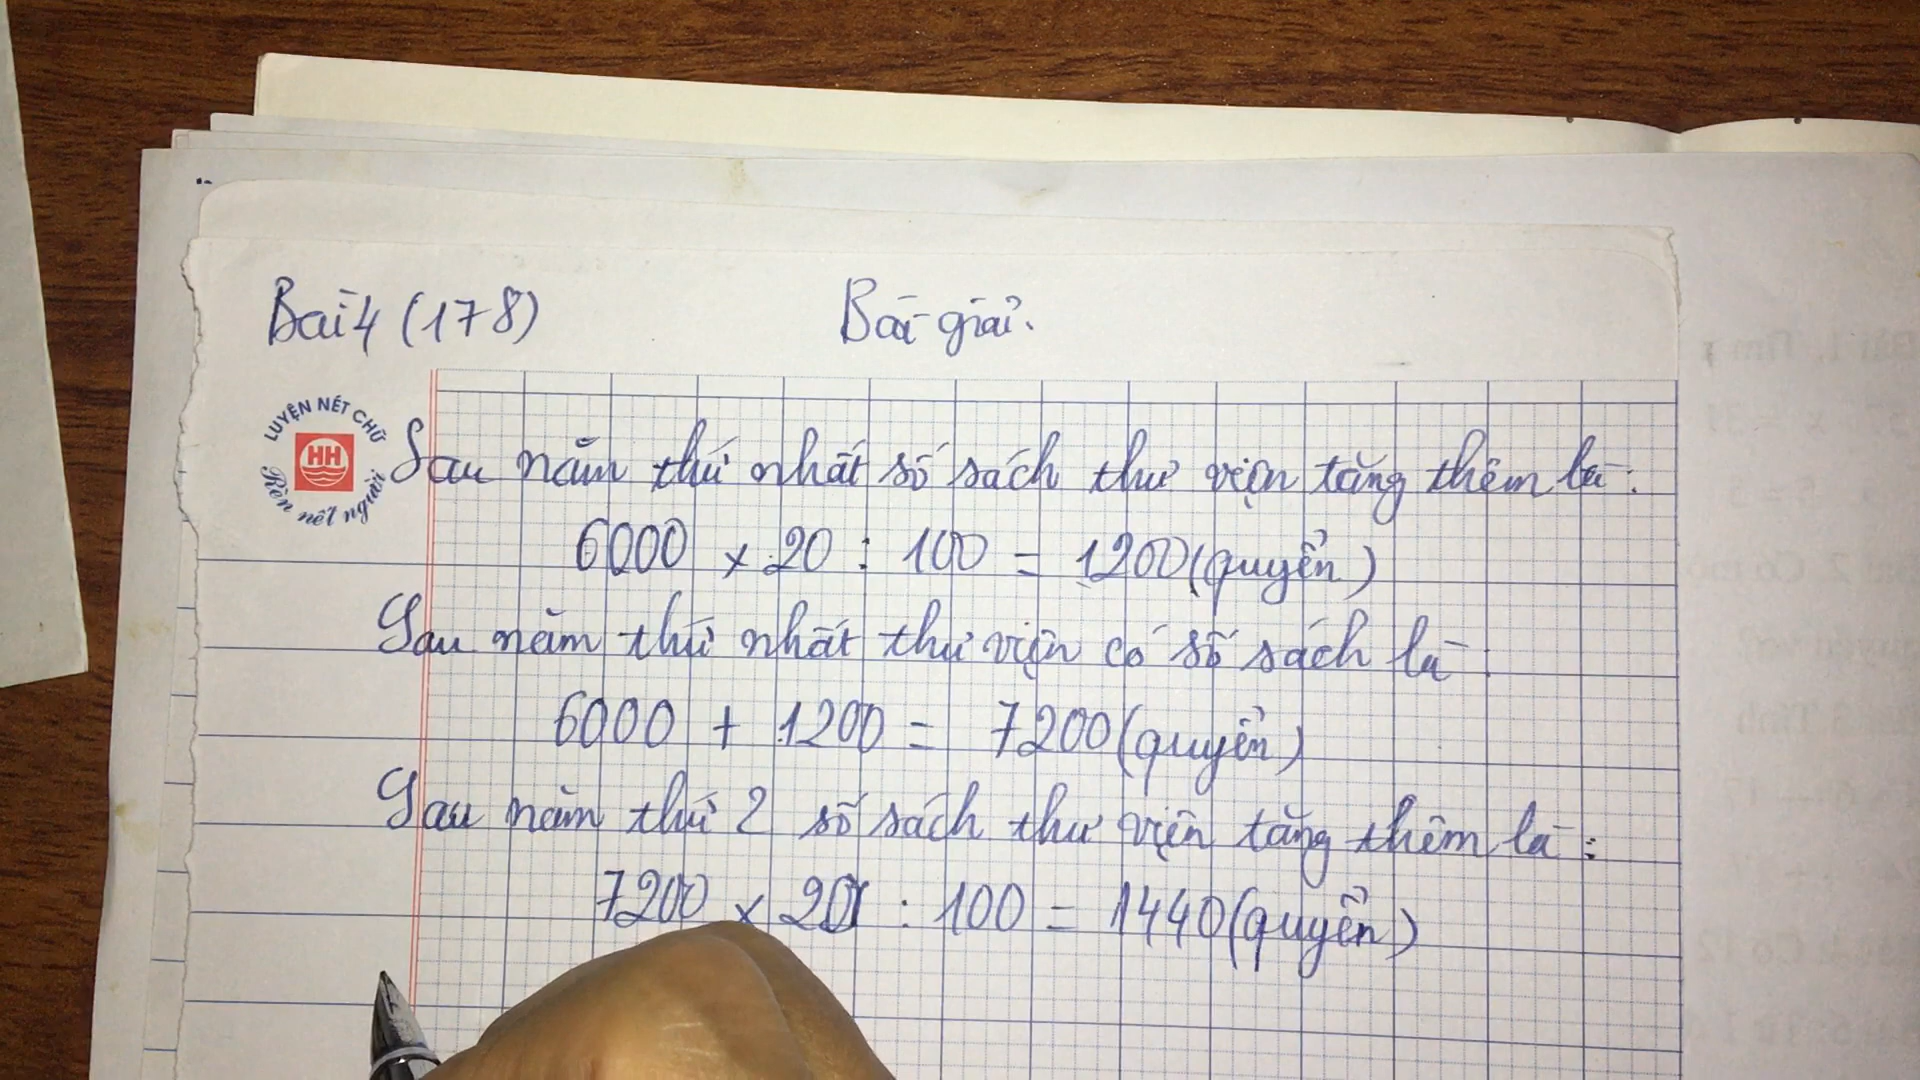 Bài 4 (178) Bài giải.
LUYỆN NÉT CHỮ
HH
Rèn nết người
Sau năm thứ nhất số sách thư viện tăng thêm là:
6000 x 20 : 100 = 1200 (quyển)
Sau năm thứ nhất thư viện có số sách là:
6000 + 1200 = 7200 (quyển)
Sau năm thứ 2 số sách thư viện tăng thêm là:
7200 x 20 : 100 = 1440 (quyển)